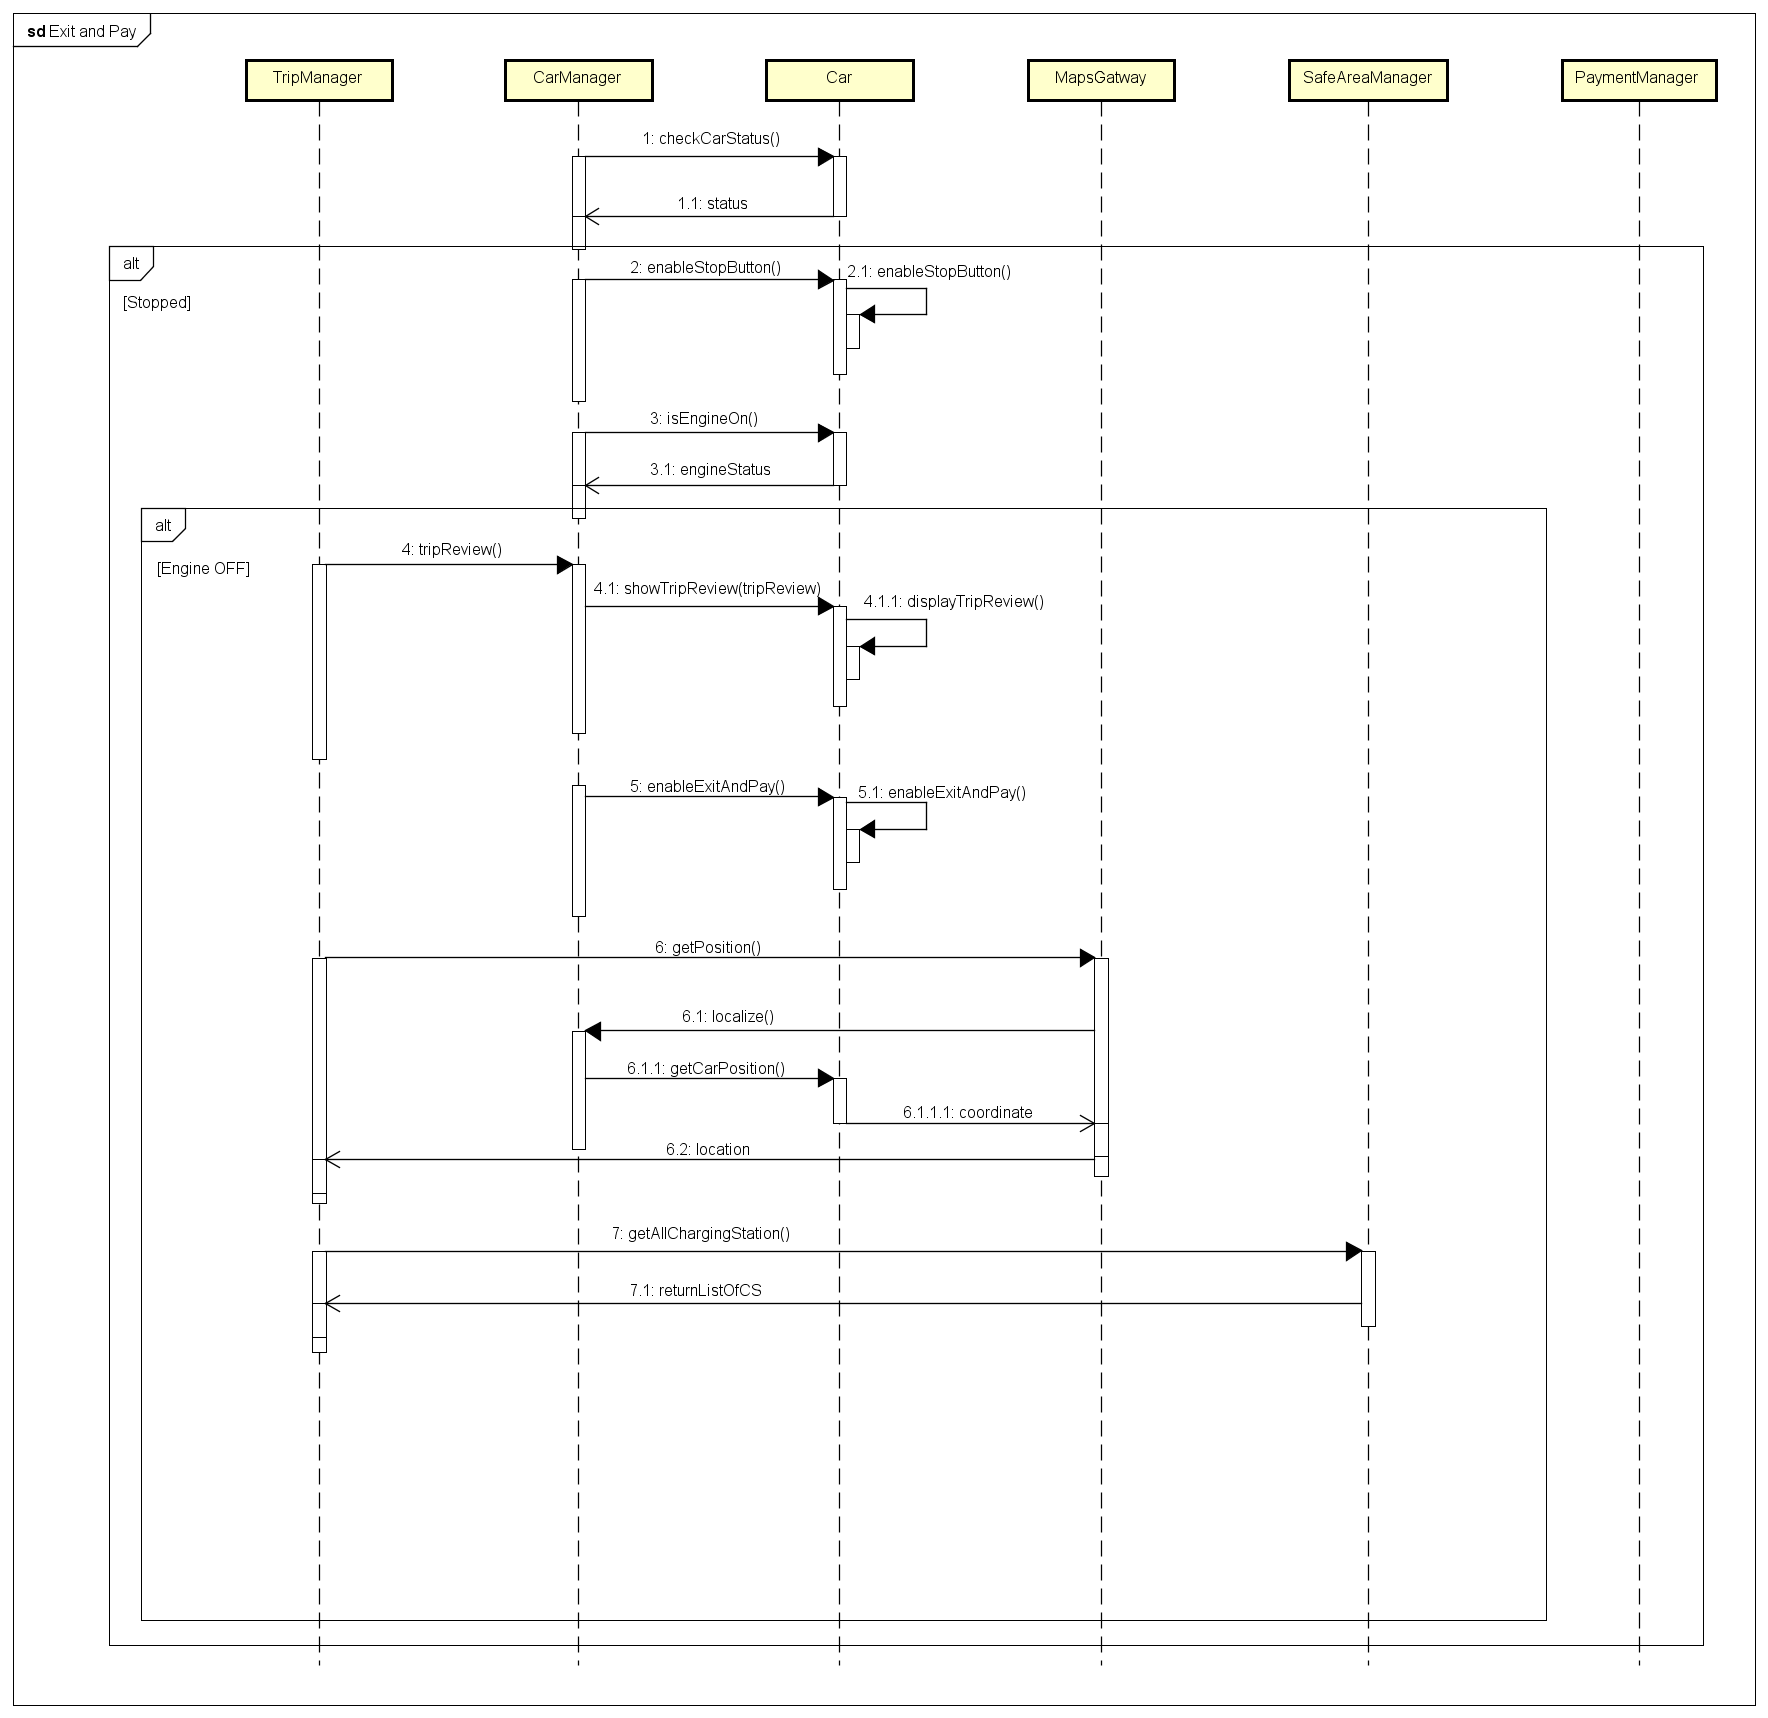 sd Exit and Pay
TripManager
CarManager
Car
MapsGatway
SafeAreaManager
PaymentManager
1: checkCarStatus()
1.1: status
alt
[Stopped]
2: enableStopButton()
2.1: enableStopButton()
3: isEngineOn()
3.1: engineStatus
alt
[Engine OFF]
4: tripReview()
4.1: showTripReview(tripReview)
4.1.1: displayTripReview()
5: enableExitAndPay()
5.1: enableExitAndPay()
6: getPosition()
6.1: localize()
6.1.1: getCarPosition()
6.1.1.1: coordinate
6.2: location
7: getAllChargingStation()
7.1: returnListOfCS